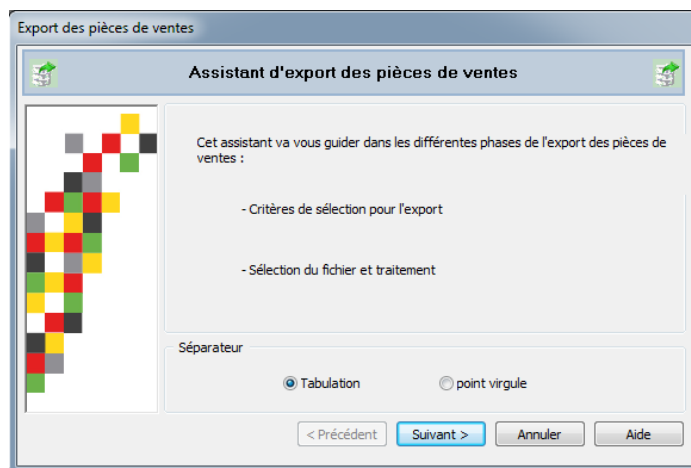 Export des pièces de ventes
Assistant d'export des pièces de ventes
Cet assistant va vous guider dans les différentes phases de l'export des pièces de
ventes :
- Critères de sélection pour l'export
- Sélection du fichier et traitement
Séparateur
Tabulation
point virgule
< Précédent
Suivant >
Annuler
Aide